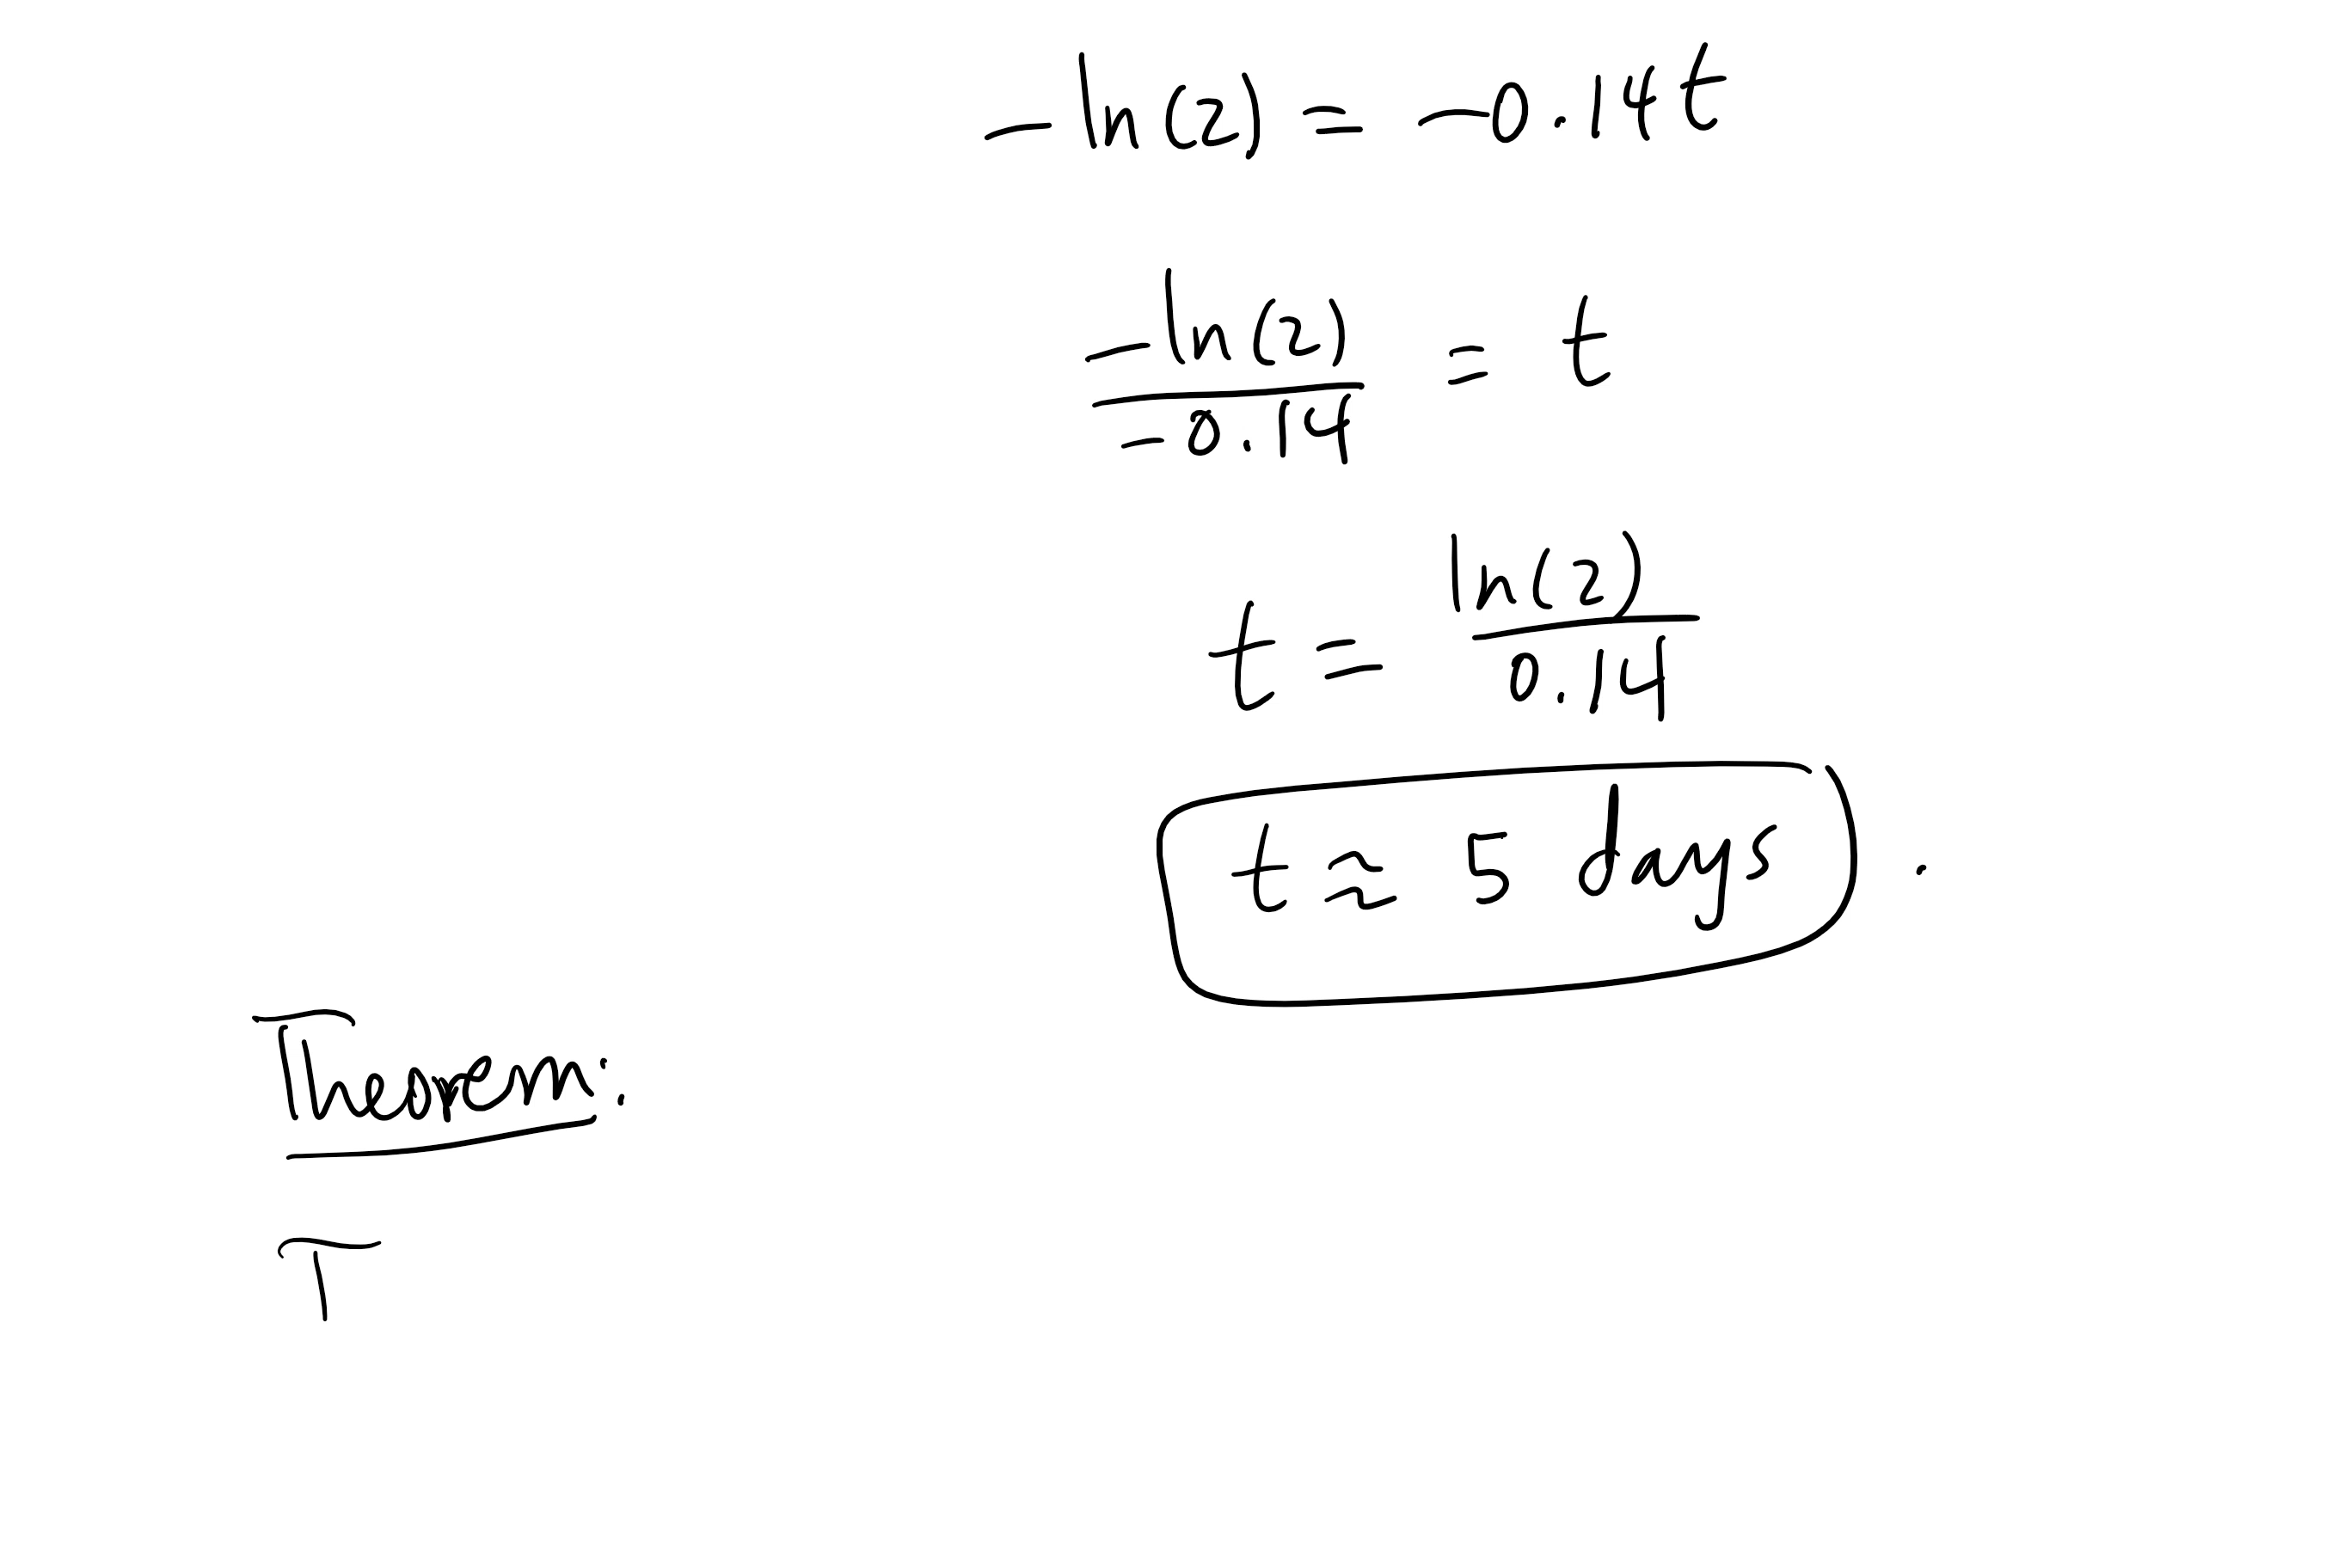 − ln(2) = −0.14t
− ln(2) / −0.14 = t
t = ln(2) / 0.14
t ≈ 5 days .
Theorem:
T